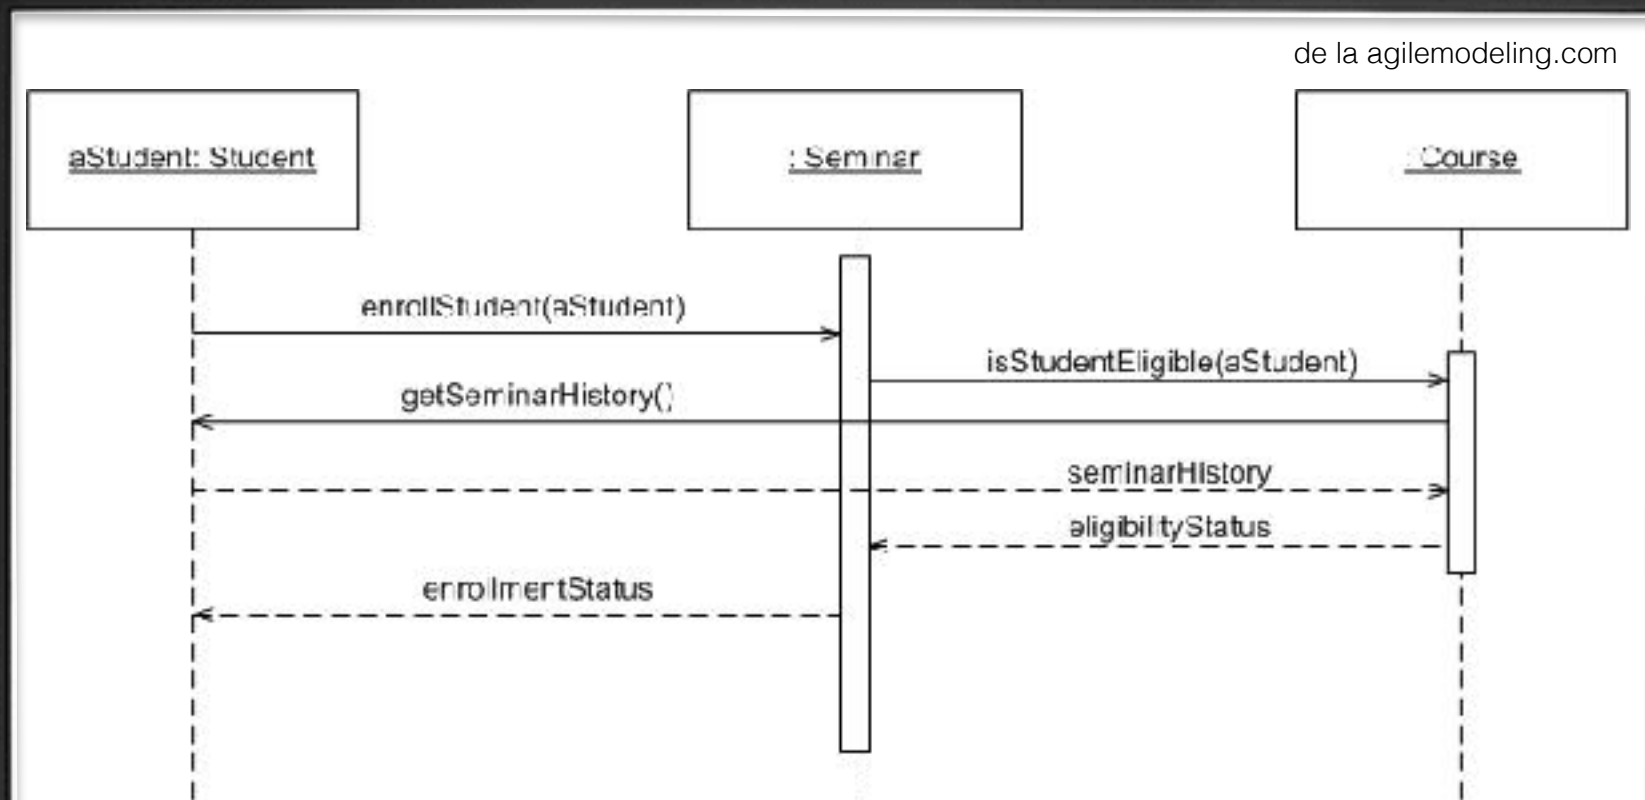 de la agilemodeling.com
aStudent: Student
: Seminar
: Course
enrollStudent(aStudent)
isStudentEligible(aStudent)
getSeminarHistory()
seminarHistory
eligibilityStatus
enrollmentStatus